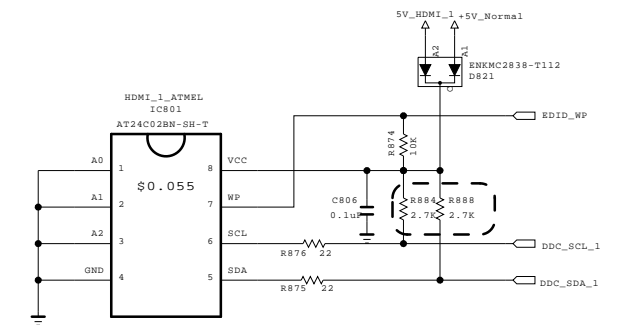 5V_HDMI_1 +5V_Normal
A2
A1
ENKMC2838-T112
D821
C
HDMI_1_ATMEL
IC801
AT24C02BN-SH-T
EDID_WP
R874
10K
A0 1 8 VCC
$0.055
A1 2 7 WP
C806
0.1uF
R884 R888
2.7K 2.7K
A2 3 6 SCL
R876 22
DDC_SCL_1
GND 4 5 SDA
R875 22
DDC_SDA_1